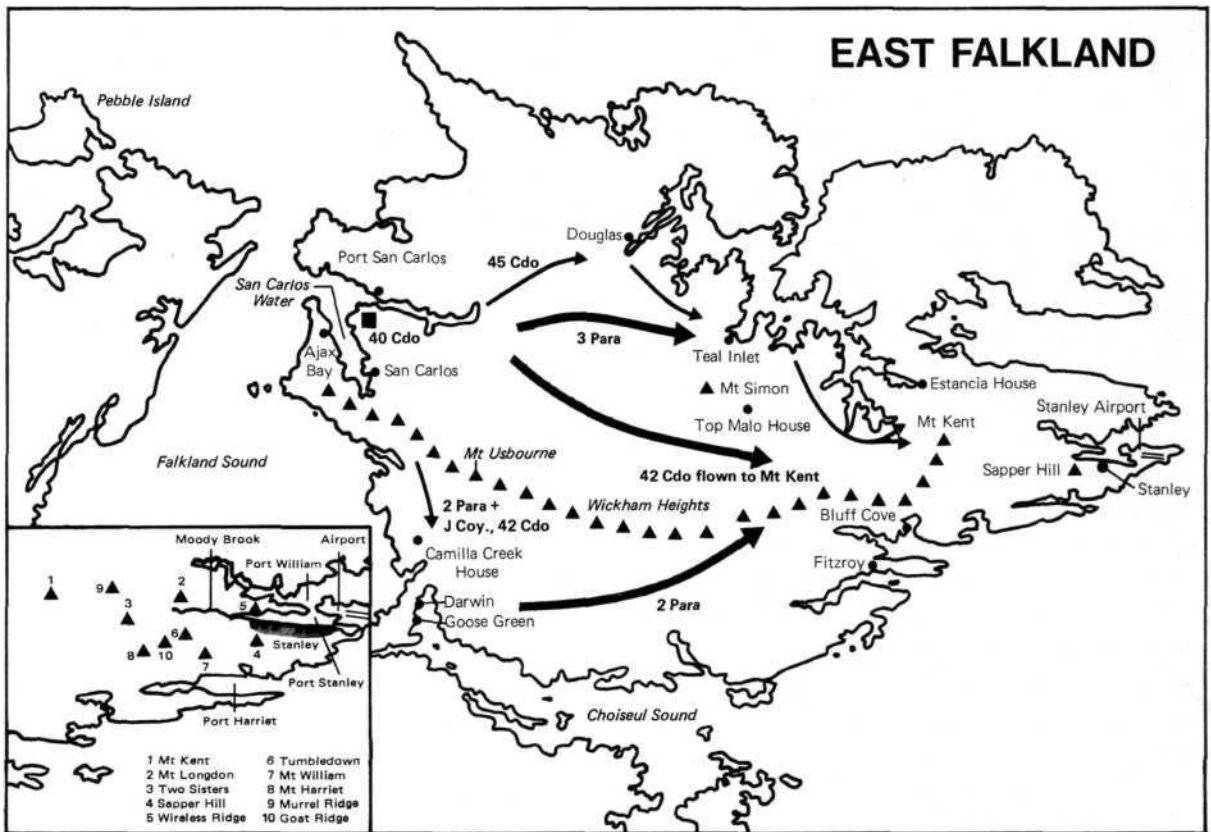 EAST FALKLAND
Pebble Island
Douglas
Port San Carlos
45 Cdo
San Carlos
Water
40 Cdo
3 Para
Ajax
Bay
San Carlos
Teal Inlet
Mt Simon
Top Malo House
Estancia House
Mt Kent
Stanley Airport
Sapper Hill
Stanley
Falkland Sound
Mt Usbourne
42 Cdo flown to Mt Kent
Wickham Heights
2 Para +
J Coy., 42 Cdo
Bluff Cove
Camilla Creek
House
Fitzroy
Darwin
Goose Green
2 Para
Choiseul Sound
Moody Brook
Airport
Port William
1
9
2
5
3
6
Stanley
8
10
7
4
Port Stanley
Port Harriet
1 Mt Kent
2 Mt Longdon
3 Two Sisters
4 Sapper Hill
5 Wireless Ridge
6 Tumbledown
7 Mt William
8 Mt Harriet
9 Murrel Ridge
10 Goat Ridge